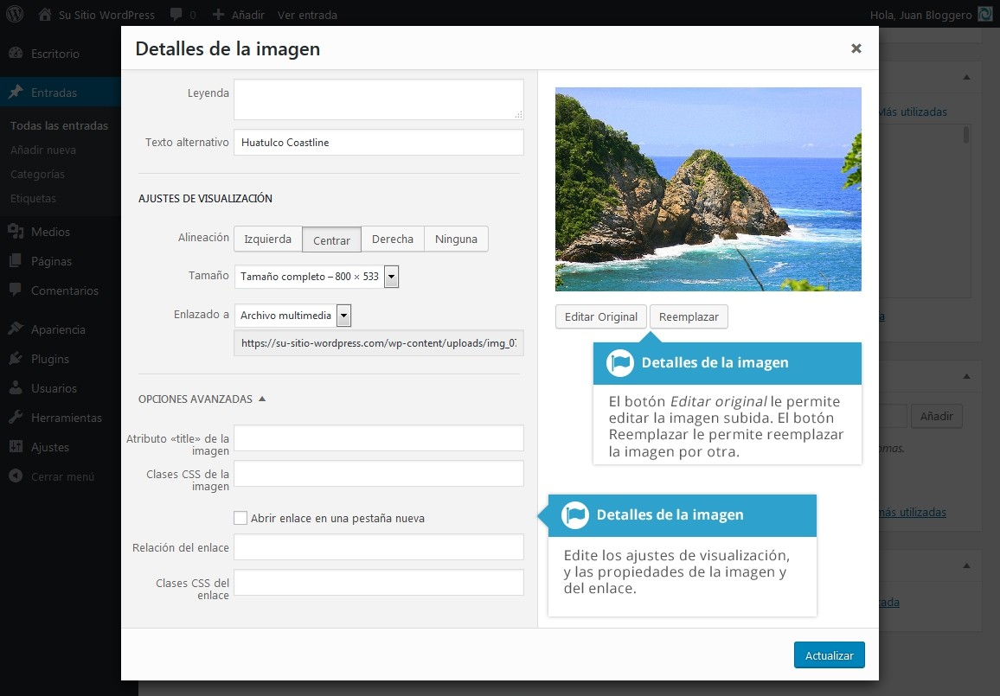 Su Sitio WordPress
0
Añadir
Ver entrada
Hola, Juan Bloggero
Escritorio
Entradas
Todas las entradas
Añadir nueva
Categorías
Etiquetas
Medios
Páginas
Comentarios
Apariencia
Plugins
Usuarios
Herramientas
Ajustes
Cerrar menú
Detalles de la imagen
Leyenda
Texto alternativo
Huatulco Coastline
AJUSTES DE VISUALIZACIÓN
Alineación
Izquierda
Centrar
Derecha
Ninguna
Tamaño
Tamaño completo – 800 × 533
Enlazado a
Archivo multimedia
https://su-sitio-wordpress.com/wp-content/uploads/img_0
OPCIONES AVANZADAS
Atributo «title» de la
imagen
Clases CSS de la
imagen
Abrir enlace en una pestaña nueva
Relación del enlace
Clases CSS del
enlace
Editar Original
Reemplazar
Detalles de la imagen
El botón Editar original le permite
editar la imagen subida. El botón
Reemplazar le permite reemplazar
la imagen por otra.
Detalles de la imagen
Edite los ajustes de visualización,
y las propiedades de la imagen y
del enlace.
Actualizar
Más utilizadas
Añadir
omas.
más utilizadas